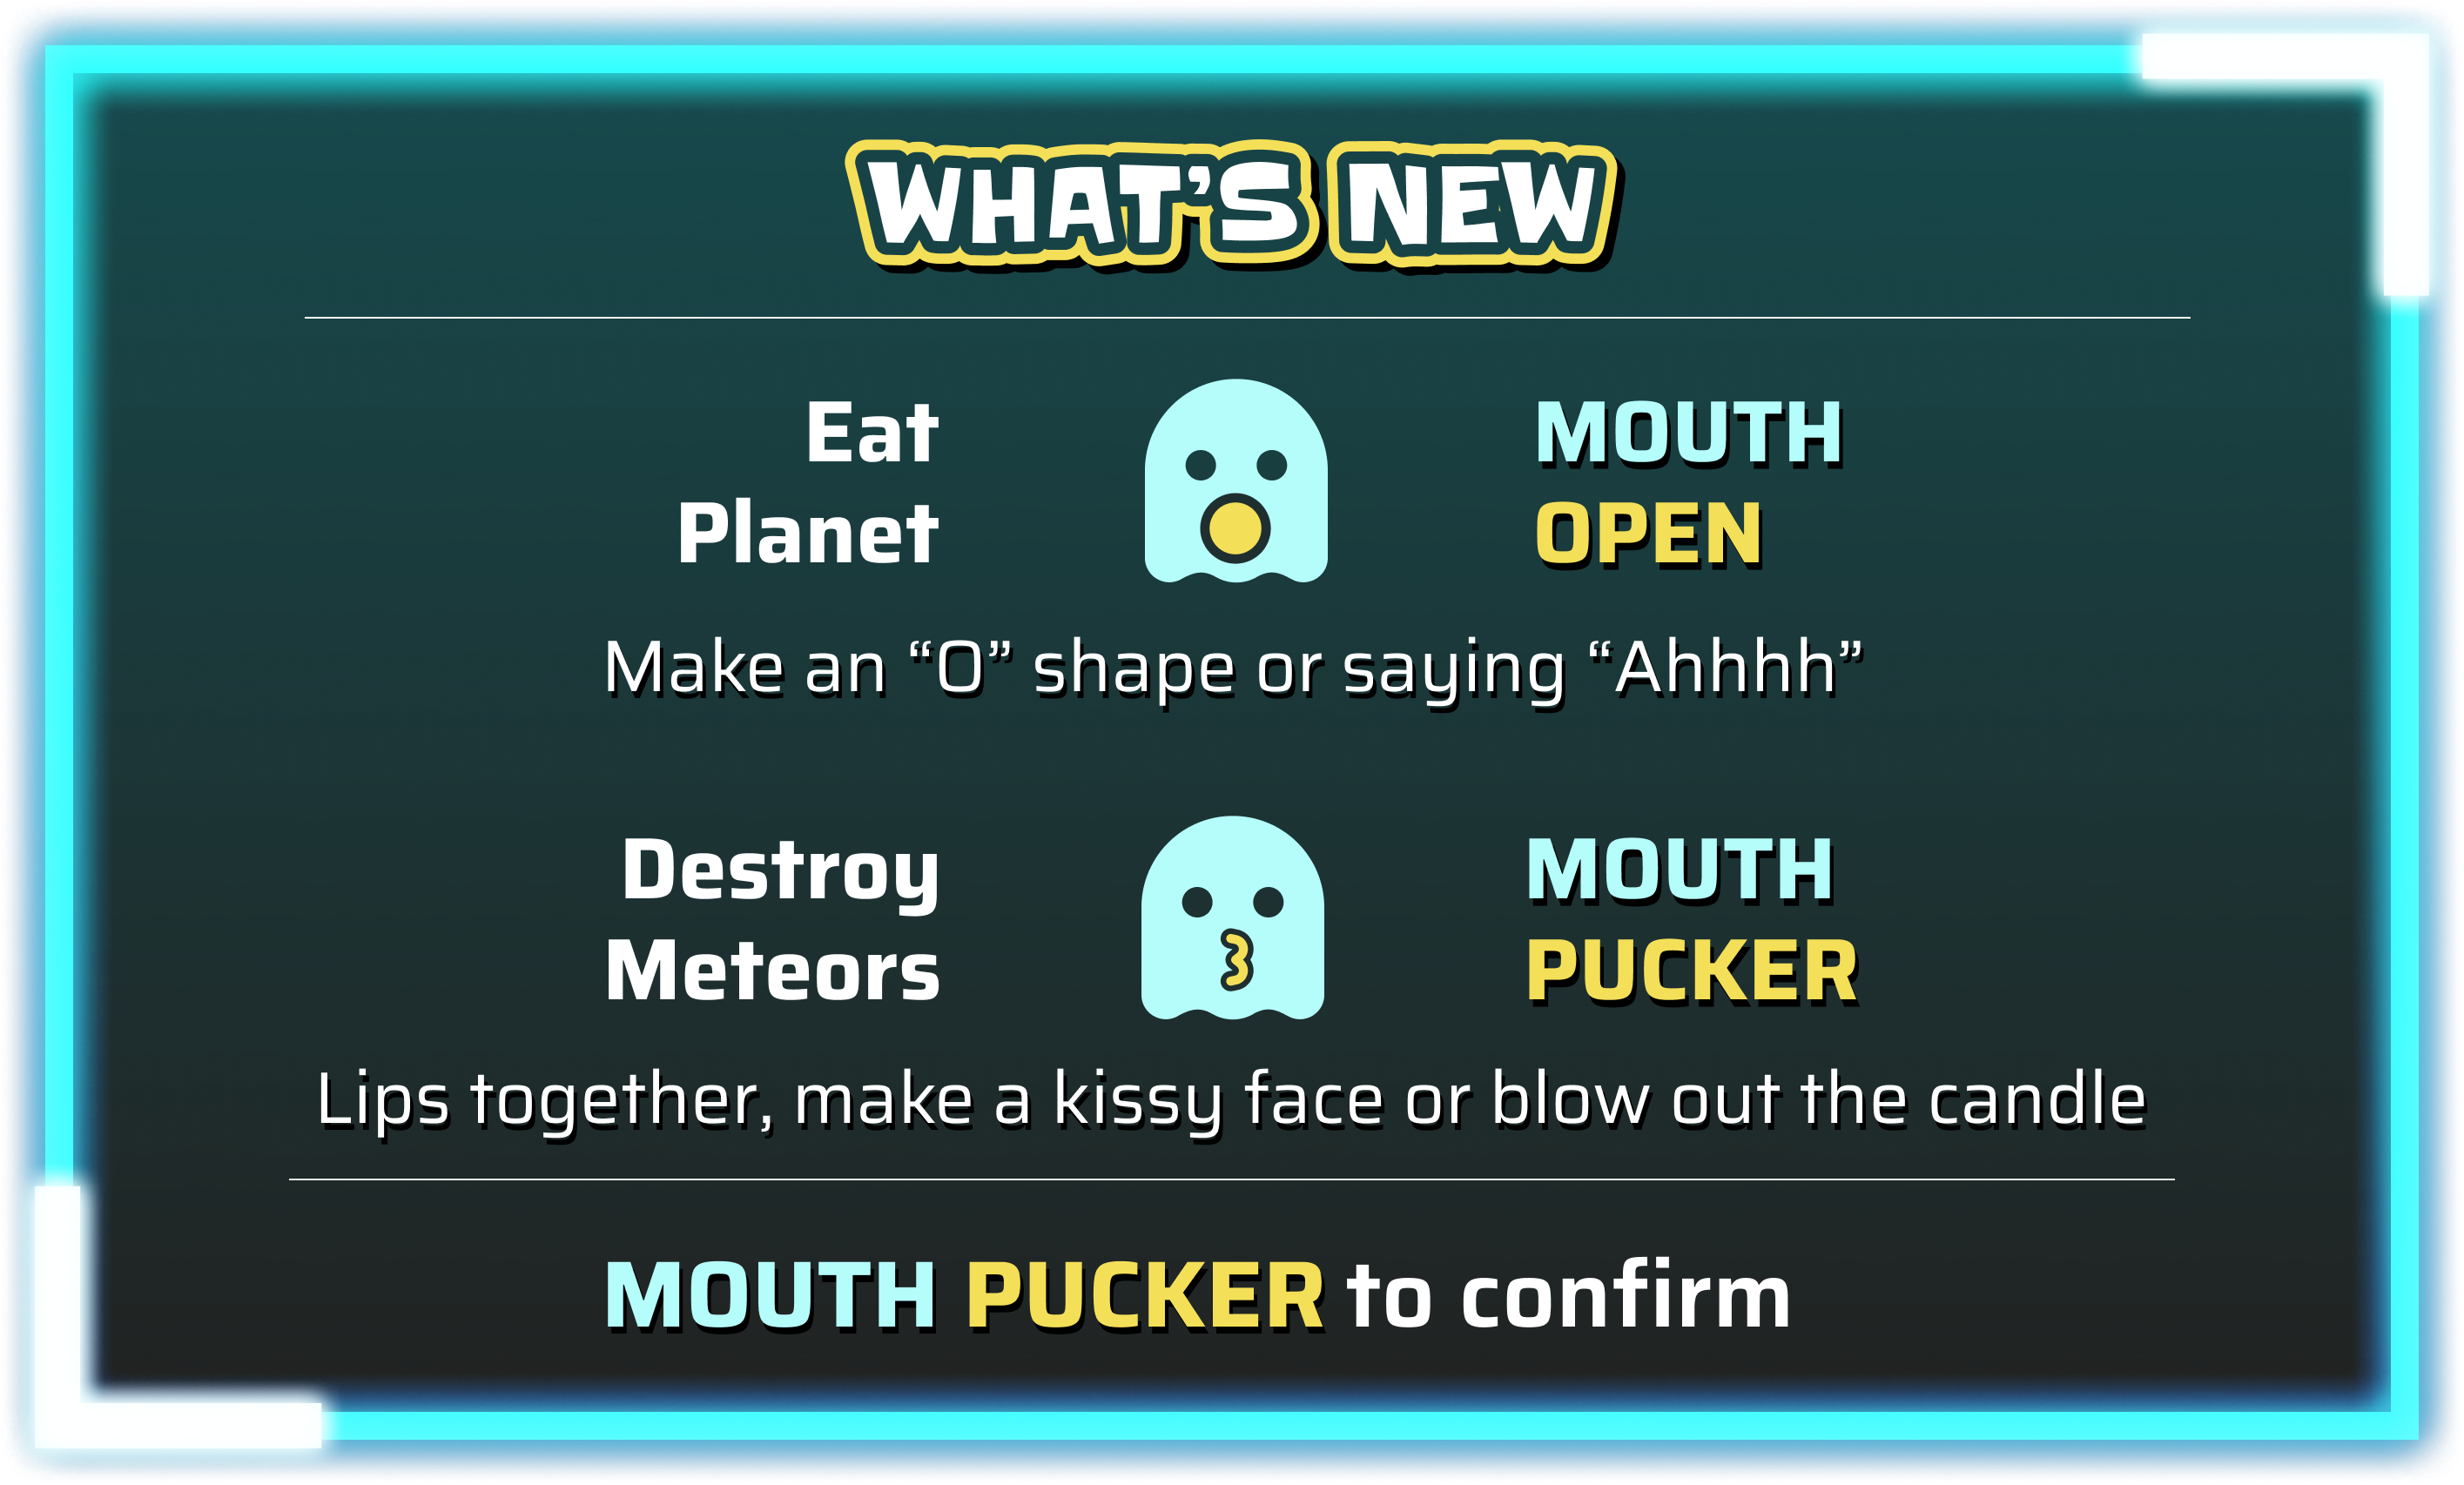 WHAT’S NEW
Eat
Planet
MOUTH
OPEN
Make an “O” shape or saying “Ahhhh”
Destroy
Meteors
MOUTH
PUCKER
Lips together, make a kissy face or blow out the candle
MOUTH PUCKER to confirm